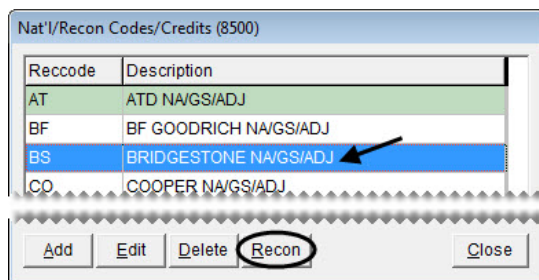 Nat'l/Recon Codes/Credits (8500)
Reccode Description
AT ATD NA/GS/ADJ
BF BF GOODRICH NA/GS/ADJ
BS BRIDGESTONE NA/GS/ADJ
CO COOPER NA/GS/ADJ
Add Edit Delete Recon Close